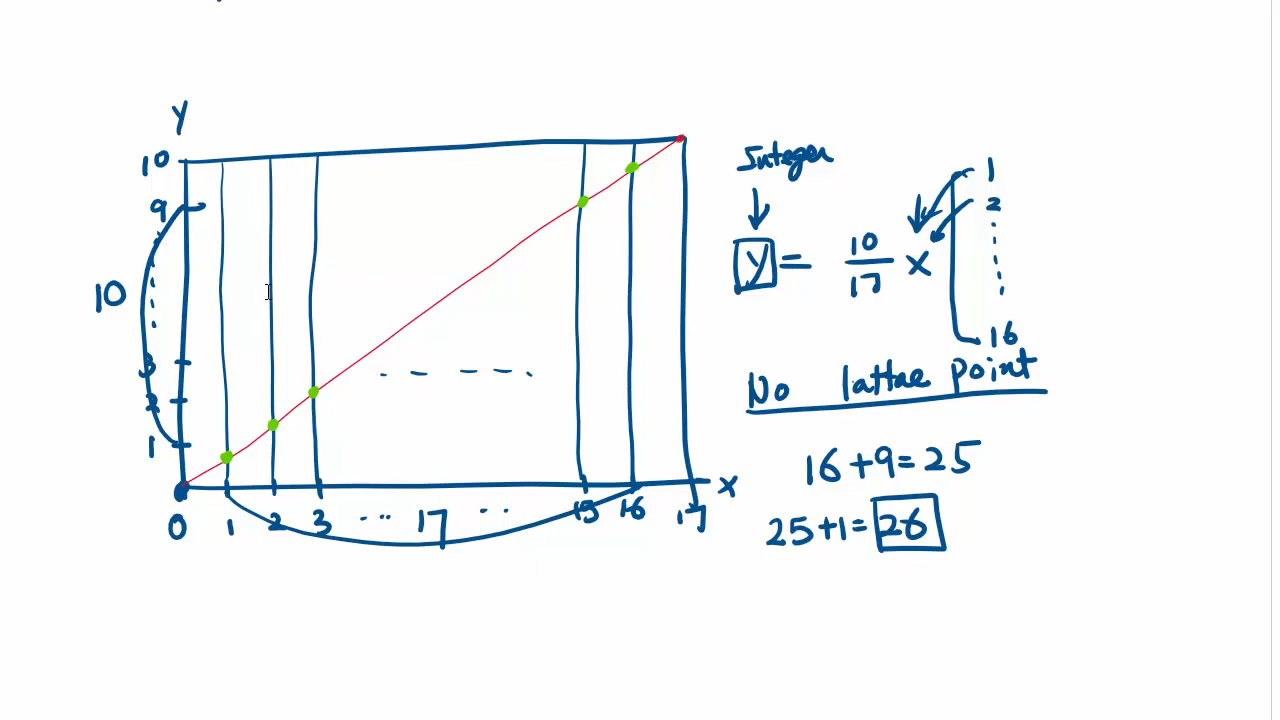 Y
10
9
10
3
2
1
0 1 2 3 ... 17 .. 15 16 17 X
Integer
y = 10/17 x
1
2
16
No lattice point
16+9=25
25+1=26